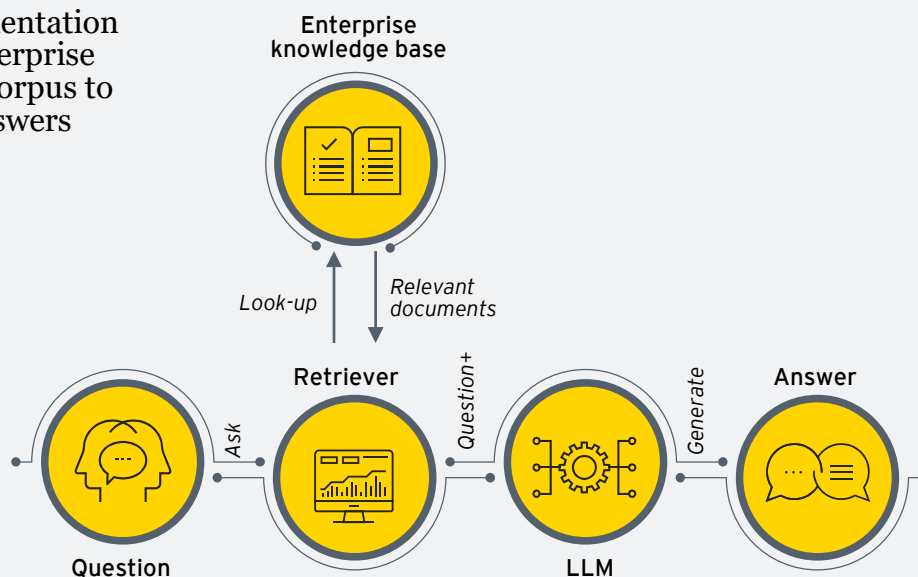 entation
erprise
orpus to
swers
Enterprise
knowledge base
Look-up
Relevant
documents
Retriever
Answer
Ask
Question+
Generate
Question
LLM